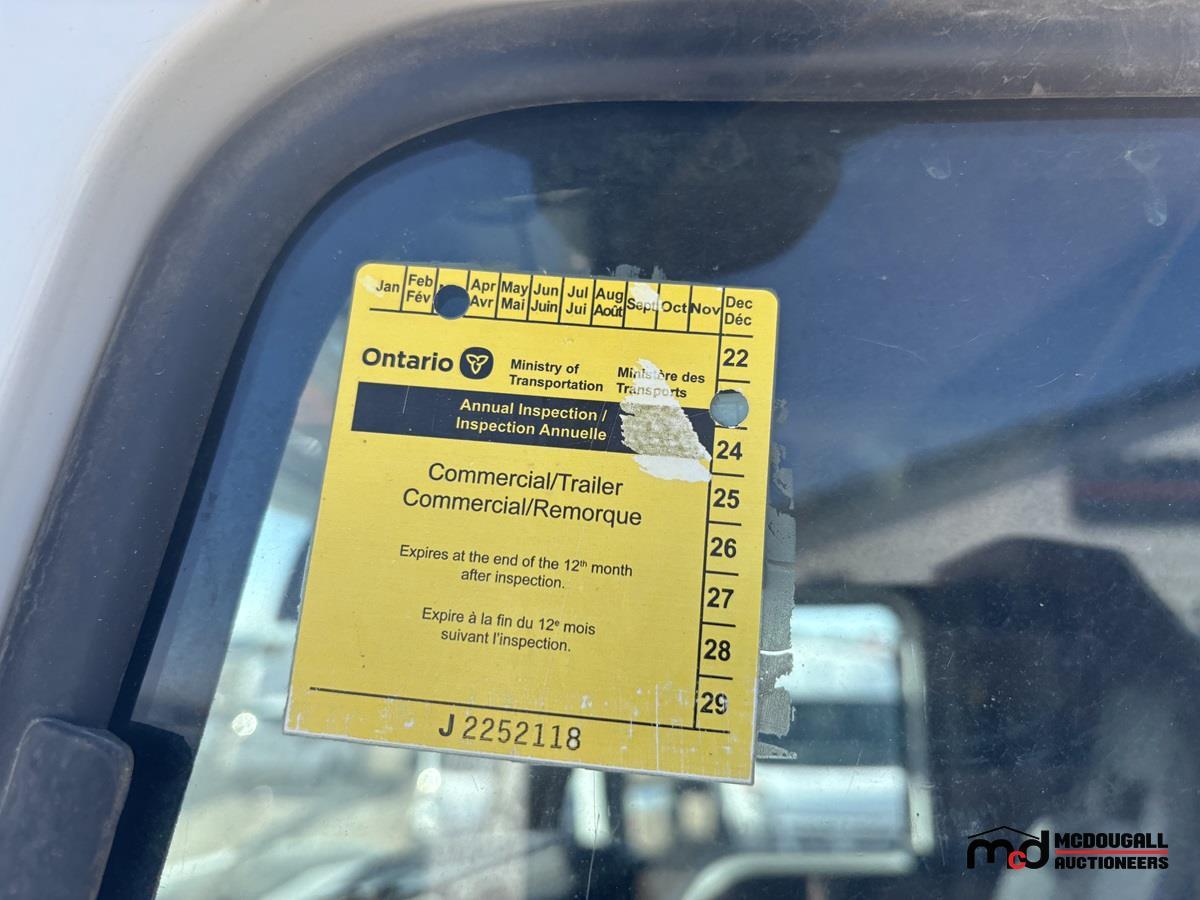 Jan Feb Apr May Jun Jul Aug Sept Oct Nov Dec
Fév Avr Mai Juin Jui Août Déc
22
Ontario Ministry of Ministère des
Transportation Transports
Annual Inspection /
Inspection Annuelle
24
Commercial/Trailer
Commercial/Remorque
25
26
Expires at the end of the 12th month
after inspection.
27
Expire à la fin du 12e mois
suivant l'inspection.
28
29
J 2252118
mcd MCDOUGALL
AUCTIONEERS